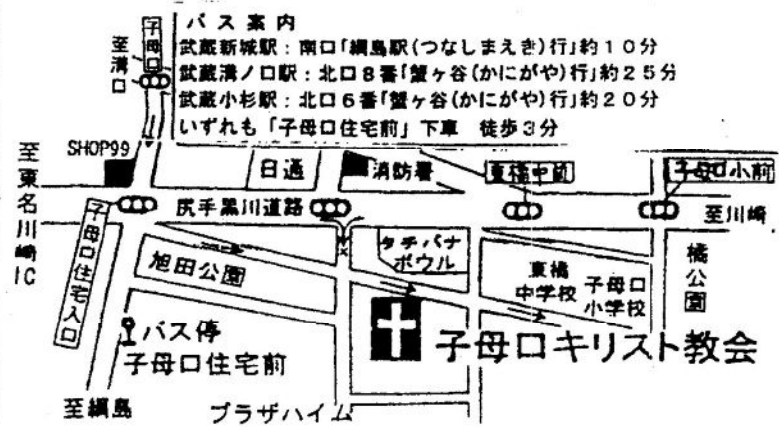 バス案内
武蔵新城駅：南口「綱島駅(つなしまえき)行」約１０分
武蔵溝ノ口駅：北口８番「蟹ヶ谷(かにがや)行」約２５分
武蔵小杉駅：北口６番「蟹ヶ谷(かにがや)行」約２０分
いずれも「子母口住宅前」下車　徒歩３分
子母口
至溝口
SHOP99
日通
消防署
東橘中前
子母口小前
至東名川崎IC
尻手黒川道路
至川崎
子母口住宅入口
旭田公園
タチバナ
ボウル
東橘
中学校
子母口
小学校
橘公園
バス停
子母口住宅前
子母口キリスト教会
至綱島
プラザハイム